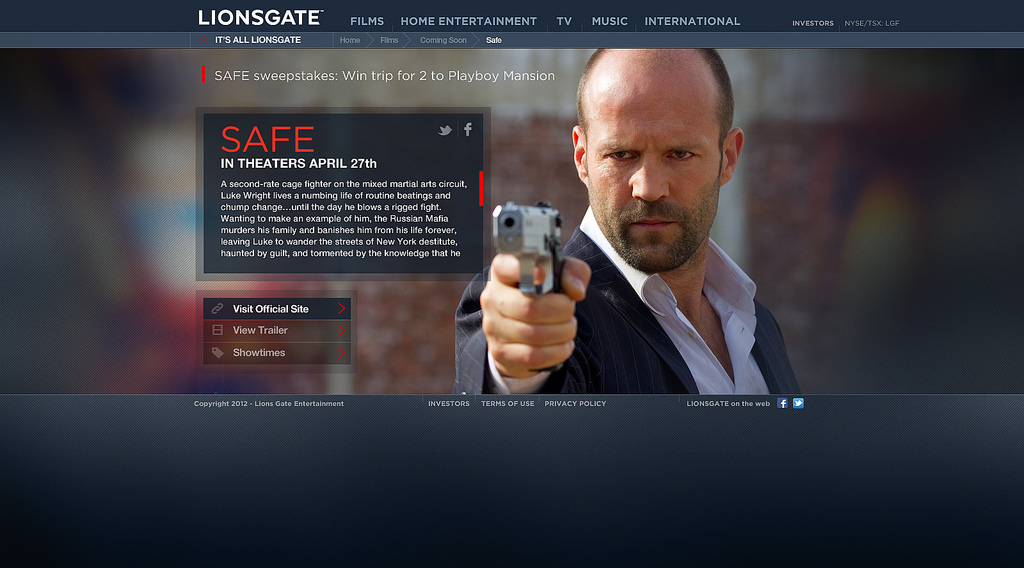 LIONSGATE
FILMS HOME ENTERTAINMENT TV MUSIC INTERNATIONAL
INVESTORS NYSE/TSX: LGF
IT'S ALL LIONSGATE
Home Films Coming Soon Safe
SAFE sweepstakes: Win trip for 2 to Playboy Mansion
SAFE
IN THEATERS APRIL 27th
A second-rate cage fighter on the mixed martial arts circuit,
Luke Wright lives a numbing life of routine beatings and
chump change...until the day he blows a rigged fight.
Wanting to make an example of him, the Russian Mafia
murders his family and banishes him from his life forever,
leaving Luke to wander the streets of New York destitute,
haunted by guilt, and tormented by the knowledge that he
Visit Official Site
View Trailer
Showtimes
Copyright 2012 - Lions Gate Entertainment
INVESTORS TERMS OF USE PRIVACY POLICY
LIONSGATE on the web